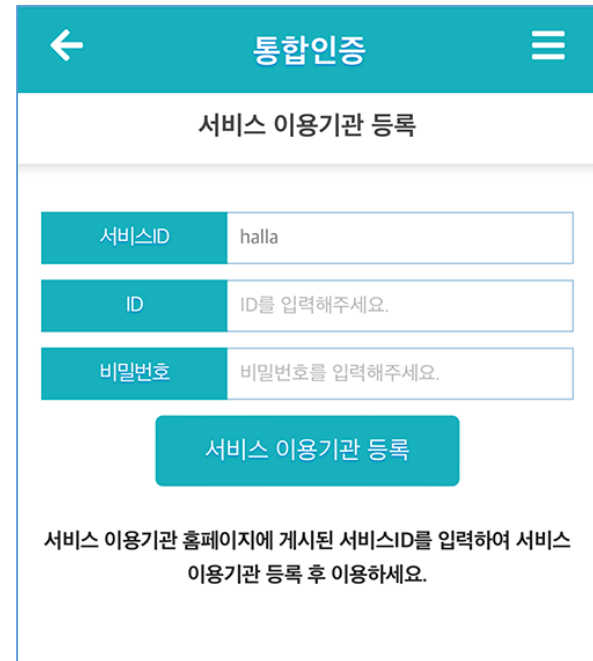 통합인증
서비스 이용기관 등록
서비스ID
halla
ID
ID를 입력해주세요.
비밀번호
비밀번호를 입력해주세요.
서비스 이용기관 등록
서비스 이용기관 홈페이지에 게시된 서비스ID를 입력하여 서비스
이용기관 등록 후 이용하세요.